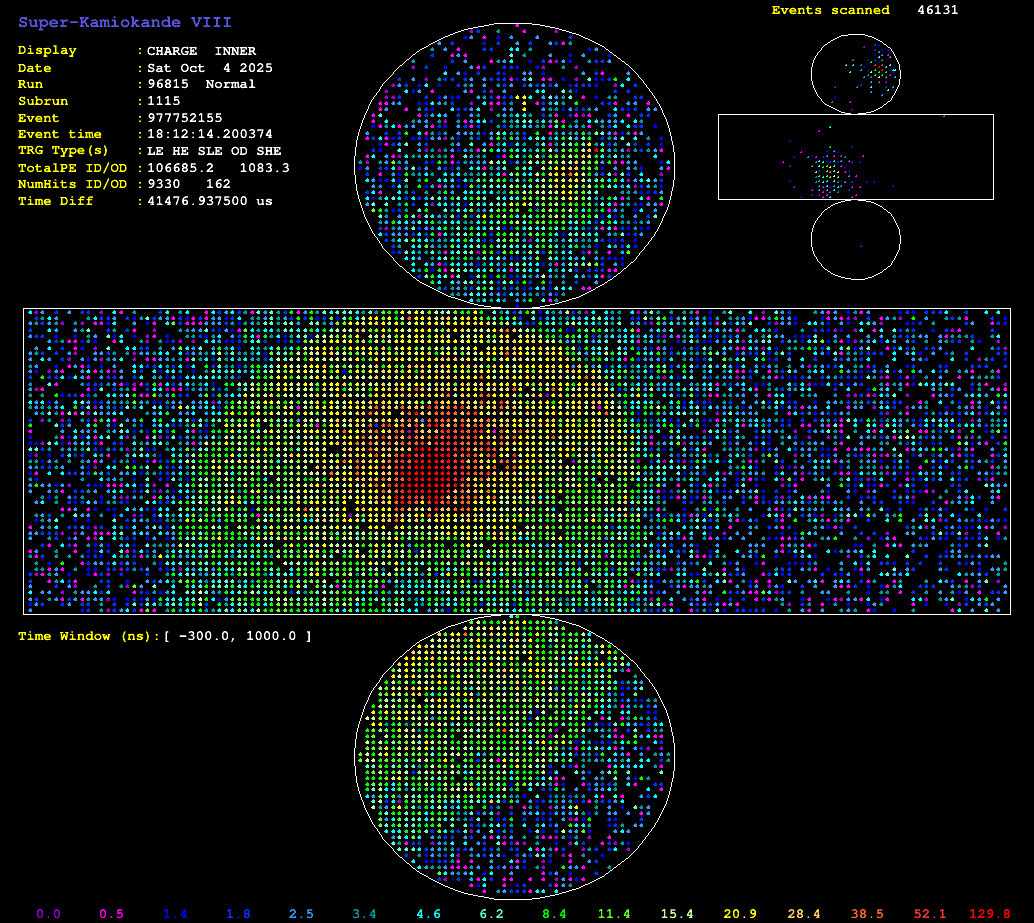 Super-Kamiokande VIII
Events scanned 46131
Display : CHARGE INNER
Date : Sat Oct 4 2025
Run : 96815 Normal
Subrun : 1115
Event : 977752155
Event time : 18:12:14.200374
TRG Type(s) : LE HE SLE OD SHE
TotalPE ID/OD : 106685.2 1083.3
NumHits ID/OD : 9330 162
Time Diff : 41476.937500 us
Time Window (ns):[ -300.0, 1000.0 ]
0.0 0.5 1.4 1.8 2.5 3.4 4.6 6.2 8.4 11.4 15.4 20.9 28.4 38.5 52.1 129.8